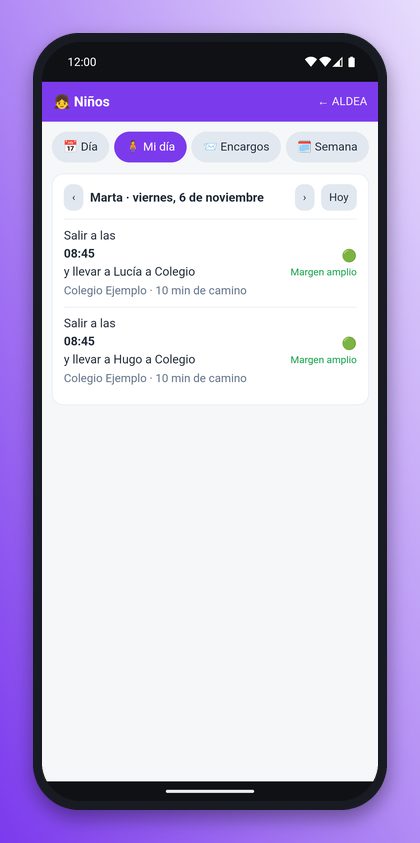 12:00
Niños
← ALDEA
Día
Mi día
Encargos
Semana
‹
Marta · viernes, 6 de noviembre
›
Hoy
Salir a las
08:45
y llevar a Lucía a Colegio
Margen amplio
Colegio Ejemplo · 10 min de camino
Salir a las
08:45
y llevar a Hugo a Colegio
Margen amplio
Colegio Ejemplo · 10 min de camino